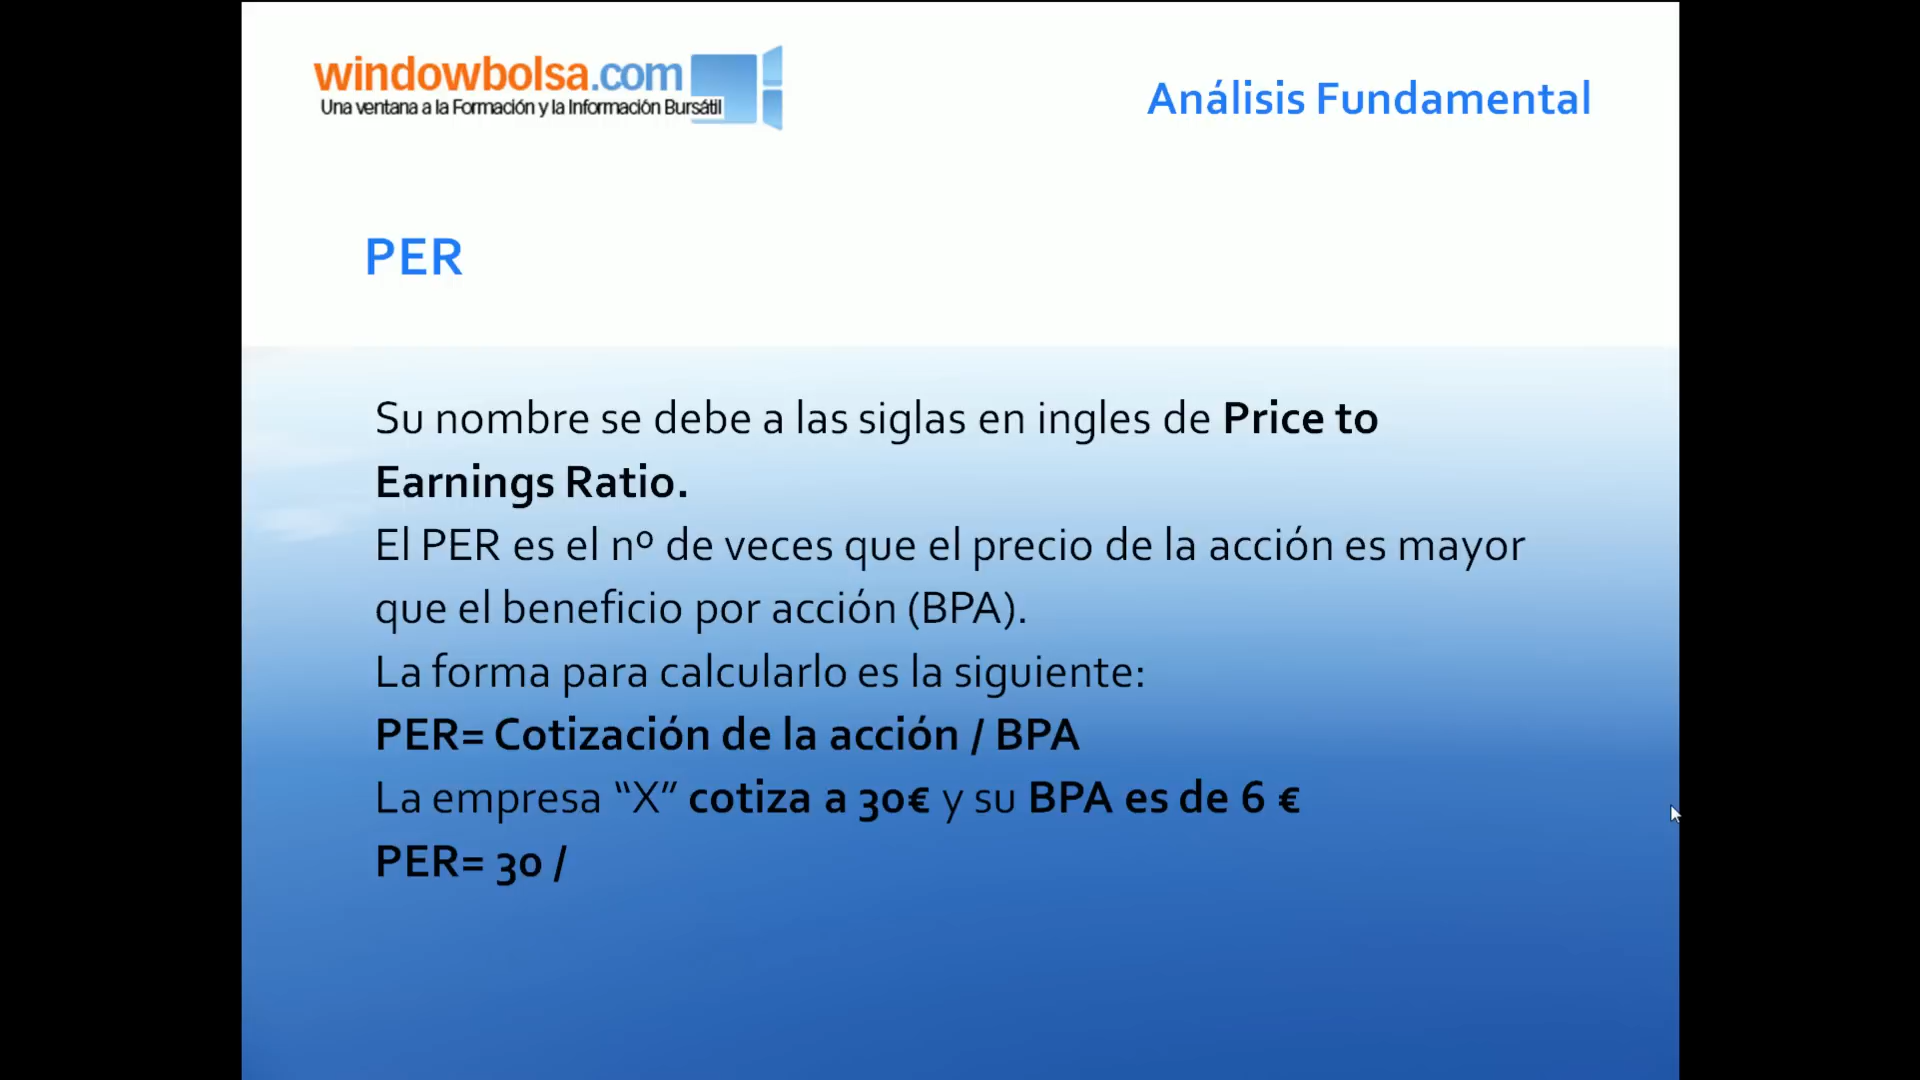 windowbolsa.com
Una ventana a la Formación y la Información Bursátil
Análisis Fundamental
PER
Su nombre se debe a las siglas en ingles de Price to
Earnings Ratio.
El PER es el nº de veces que el precio de la acción es mayor
que el beneficio por acción (BPA).
La forma para calcularlo es la siguiente:
PER= Cotización de la acción / BPA
La empresa “X” cotiza a 30€ y su BPA es de 6 €
PER= 30 /